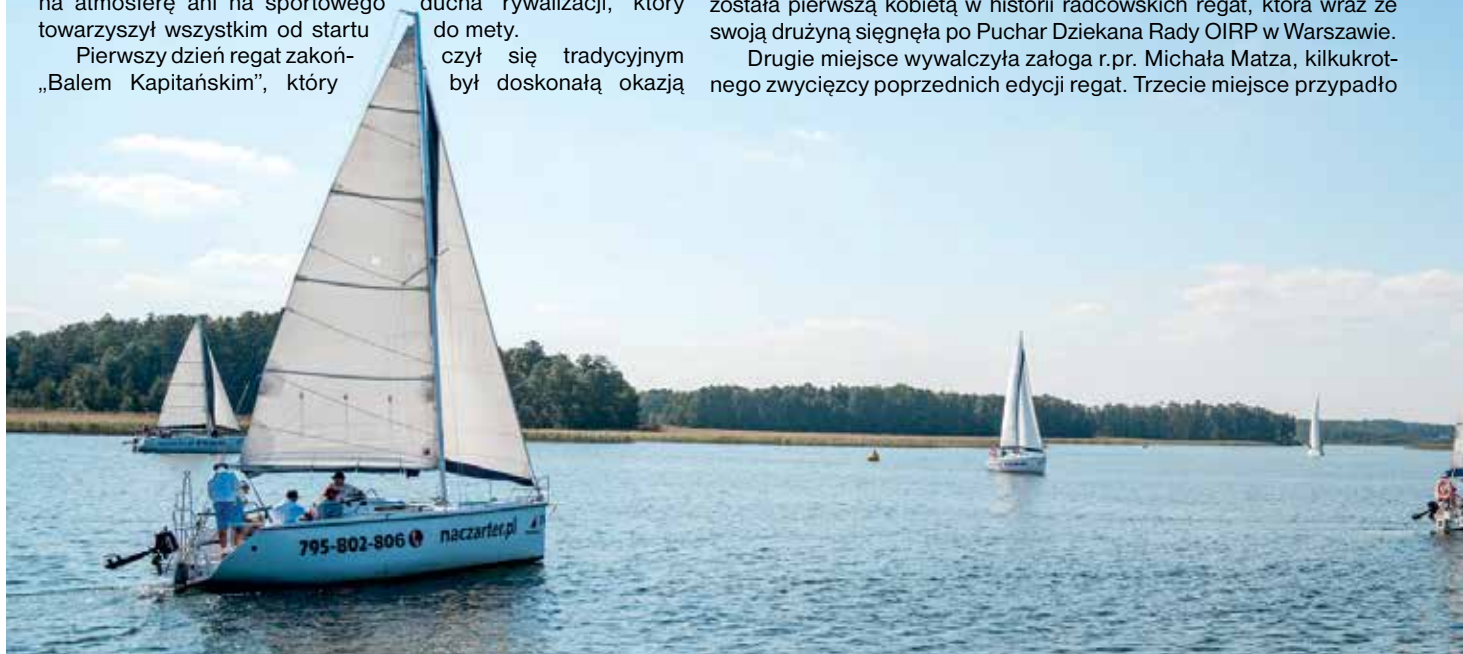 na atmosferę ani na sportowego ducha rywalizacji, który
towarzyszył wszystkim od startu do mety.
Pierwszy dzień regat zakoń- czył się tradycyjnym
„Balem Kapitańskim”, który był doskonałą okazją
została pierwszą kobietą w historii radcowskich regat, która wraz ze
swoją drużyną sięgnęła po Puchar Dziekana Rady OIRP w Warszawie.
Drugie miejsce wywalczyła załoga r.pr. Michała Matza, kilkukrot-
nego zwycięzcy poprzednich edycji regat. Trzecie miejsce przypadło
795-802-806 naczarter.pl